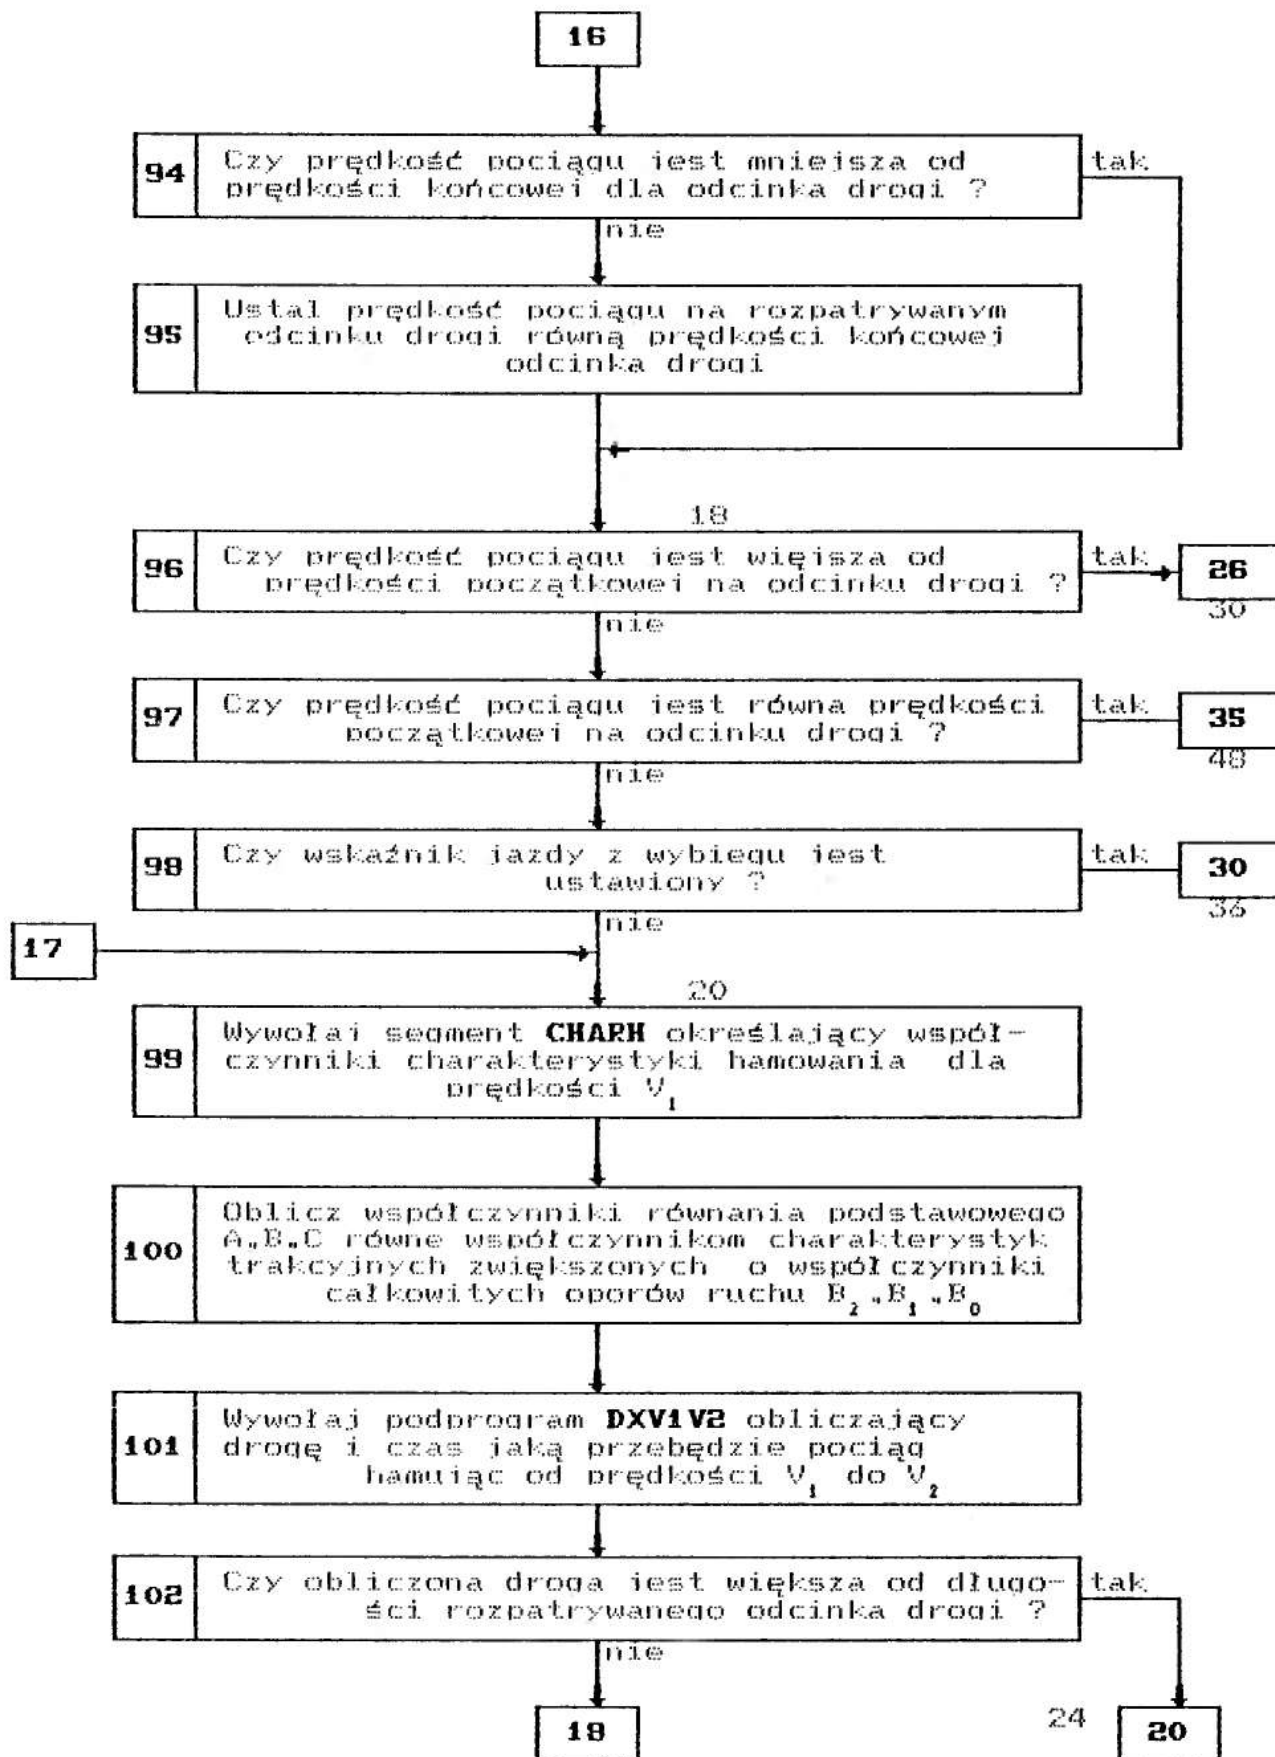 16
94 Czy prędkość pociągu jest mniejsza od tak
prędkości końcowej dla odcinka drogi ?
nie
95 Ustal prędkość pociągu na rozpatrywanym
odcinku drogi równą prędkości końcowej
odcinka drogi
18
96 Czy prędkość pociągu jest więjsza od tak 26
prędkości początkowej na odcinku drogi ?
30
nie
97 Czy prędkość pociągu jest równa prędkości tak 35
początkowej na odcinku drogi ?
48
nie
98 Czy wskaźnik jazdy z wybiegu jest tak 30
ustawiony ?
36
nie
17
20
99 Wywołaj segment CHARH określający współ-
czynniki charakterystyki hamowania dla
prędkości V₁
100 Oblicz współczynniki równania podstawowego
A,B,C równe współczynnikom charakterystyk
trakcyjnych zwiększonych o współczynniki
całkowitych oporów ruchu B₂,B₁,B₀
101 Wywołaj podprogram DXV1V2 obliczający
drogę i czas jaką przebędzie pociąg
hamując od prędkości V₁ do V₂
102 Czy obliczona droga jest większa od długo- tak
ści rozpatrywanego odcinka drogi ?
nie
18 24 20